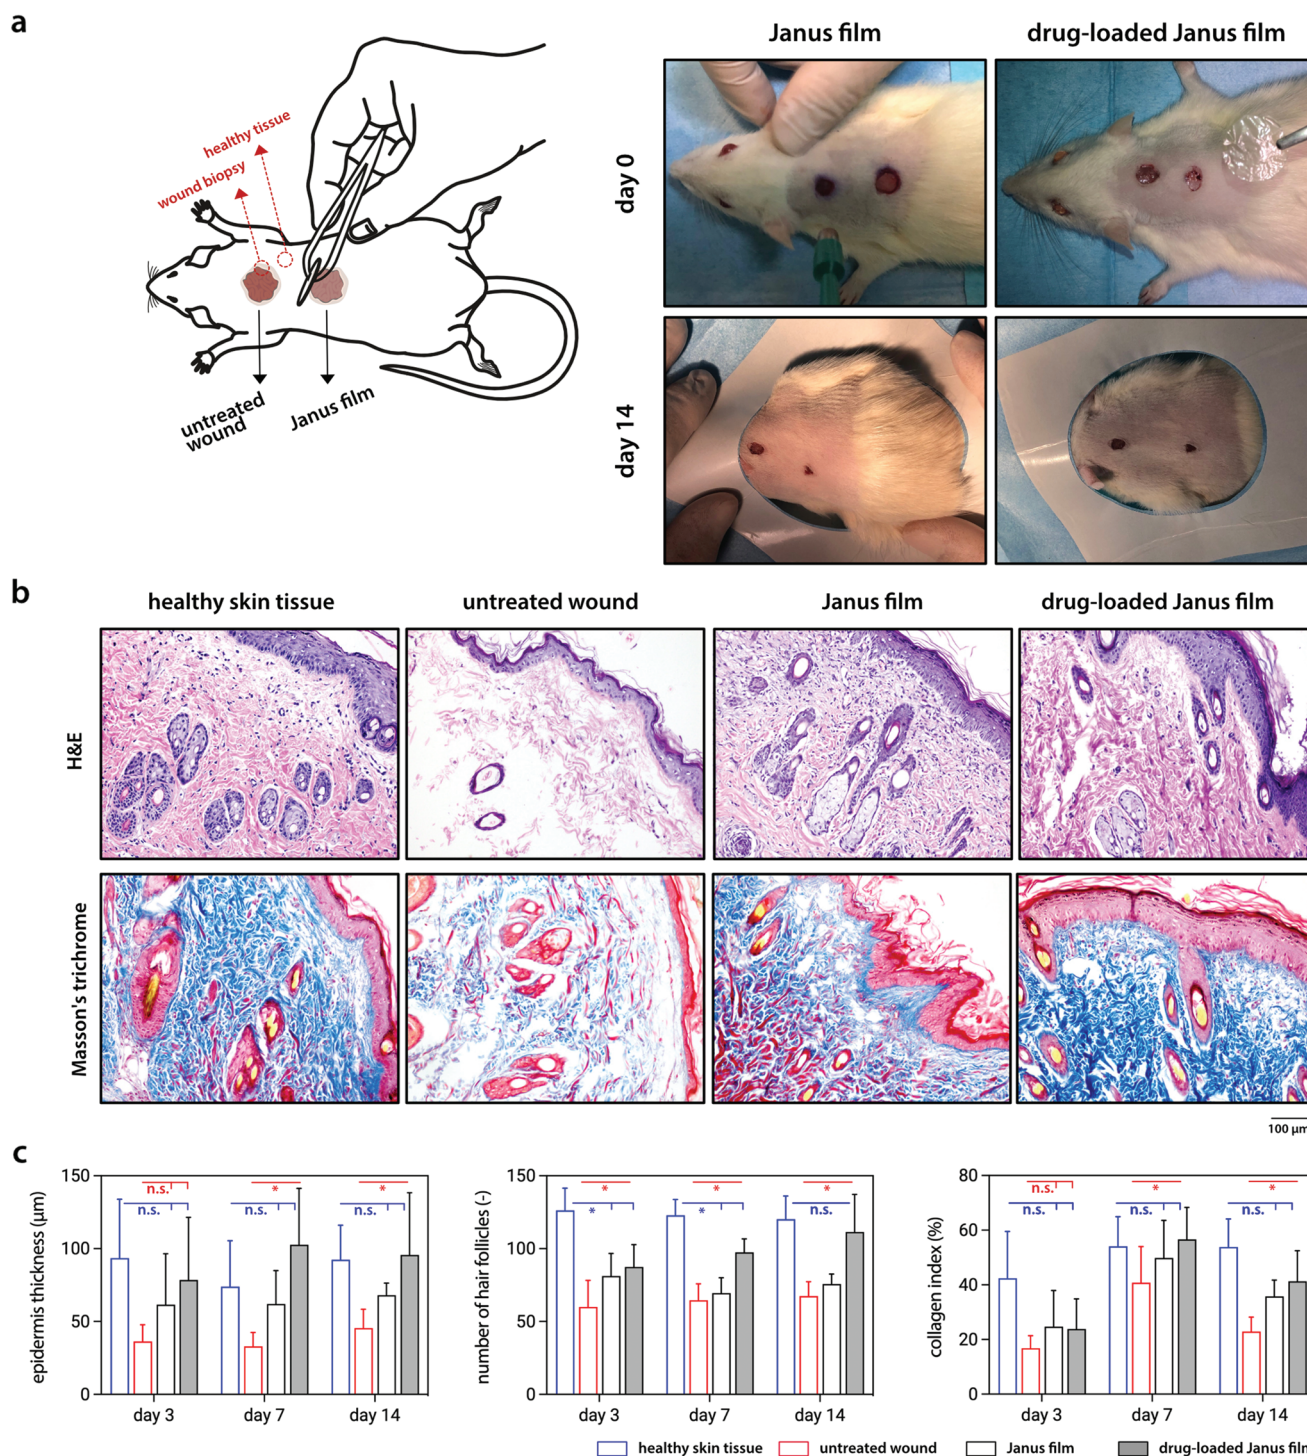 a
Janus film
drug-loaded Janus film
healthy tissue
wound biopsy
day 0
untreated
wound
Janus film
day 14
b
healthy skin tissue
untreated wound
Janus film
drug-loaded Janus film
H&E
Masson's trichrome
100 µm
c
epidermis thickness (µm)
150
100
50
0
n.s.
n.s.
*
n.s.
*
n.s.
day 3
day 7
day 14
number of hair follicles (-)
150
100
50
0
*
*
*
*
*
n.s.
day 3
day 7
day 14
collagen index (%)
80
60
40
20
0
n.s.
n.s.
*
n.s.
*
n.s.
day 3
day 7
day 14
healthy skin tissue
untreated wound
Janus film
drug-loaded Janus